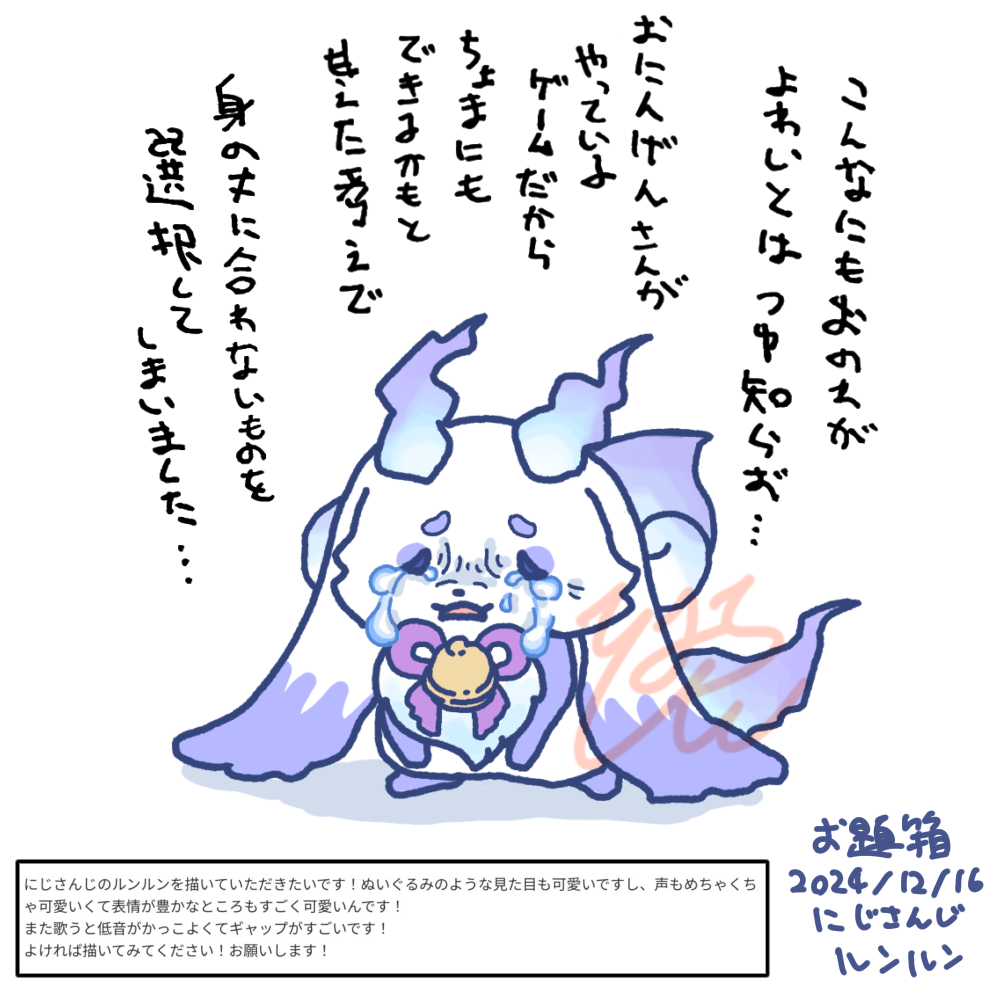 こんなにもおのれが
よわいとは つゆ知らお…
おにんげんさんが
やっているよ
ゲームだから
ちょまにも
できるかもと
甘えた考えで
身の丈に合わないものを
選択して
しまいました…
にじさんじのルンルンを描いていただきたいです！ぬいぐるみのような見た目も可愛いですし、声もめちゃくち
ゃ可愛いくて表情が豊かなところもすごく可愛いんです！
また歌うと低音がかっこよくてギャップがすごいです！
よければ描いてみてください！お願いします！
お題箱
2024/12/16
にじさんじ
ルンルン